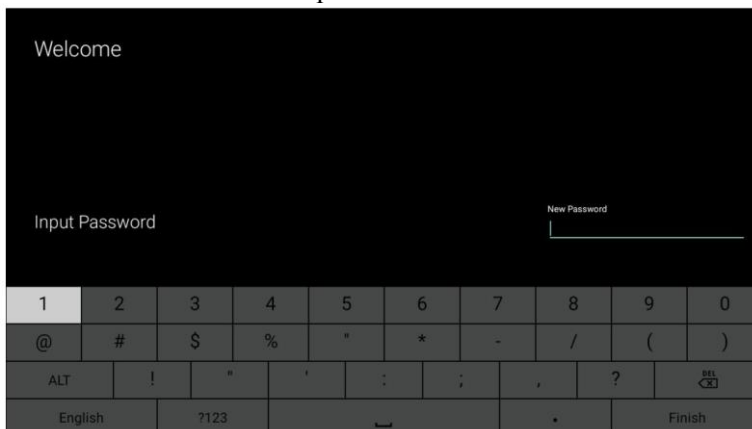 Welcome
New Password
Input Password
1 2 3 4 5 6 7 8 9 0
@ # $ % " * - / ( )
ALT ! " ' : ; , ? DEL
English ?123 . Finish